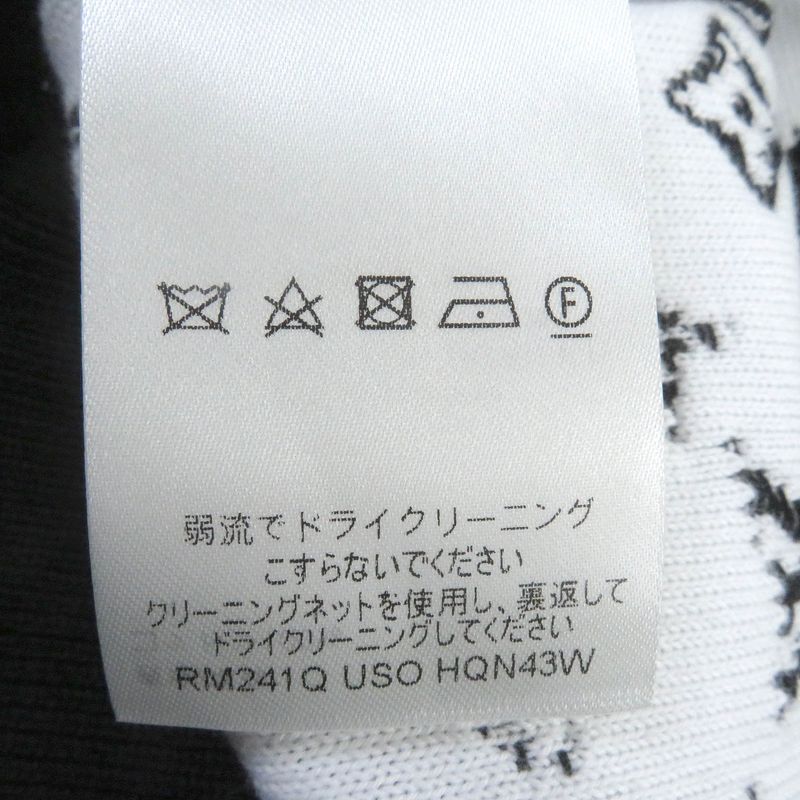 F
弱流でドライクリーニング
こすらないでください
クリーニングネットを使用し、裏返して
ドライクリーニングしてください
RM241Q USO HQN43W